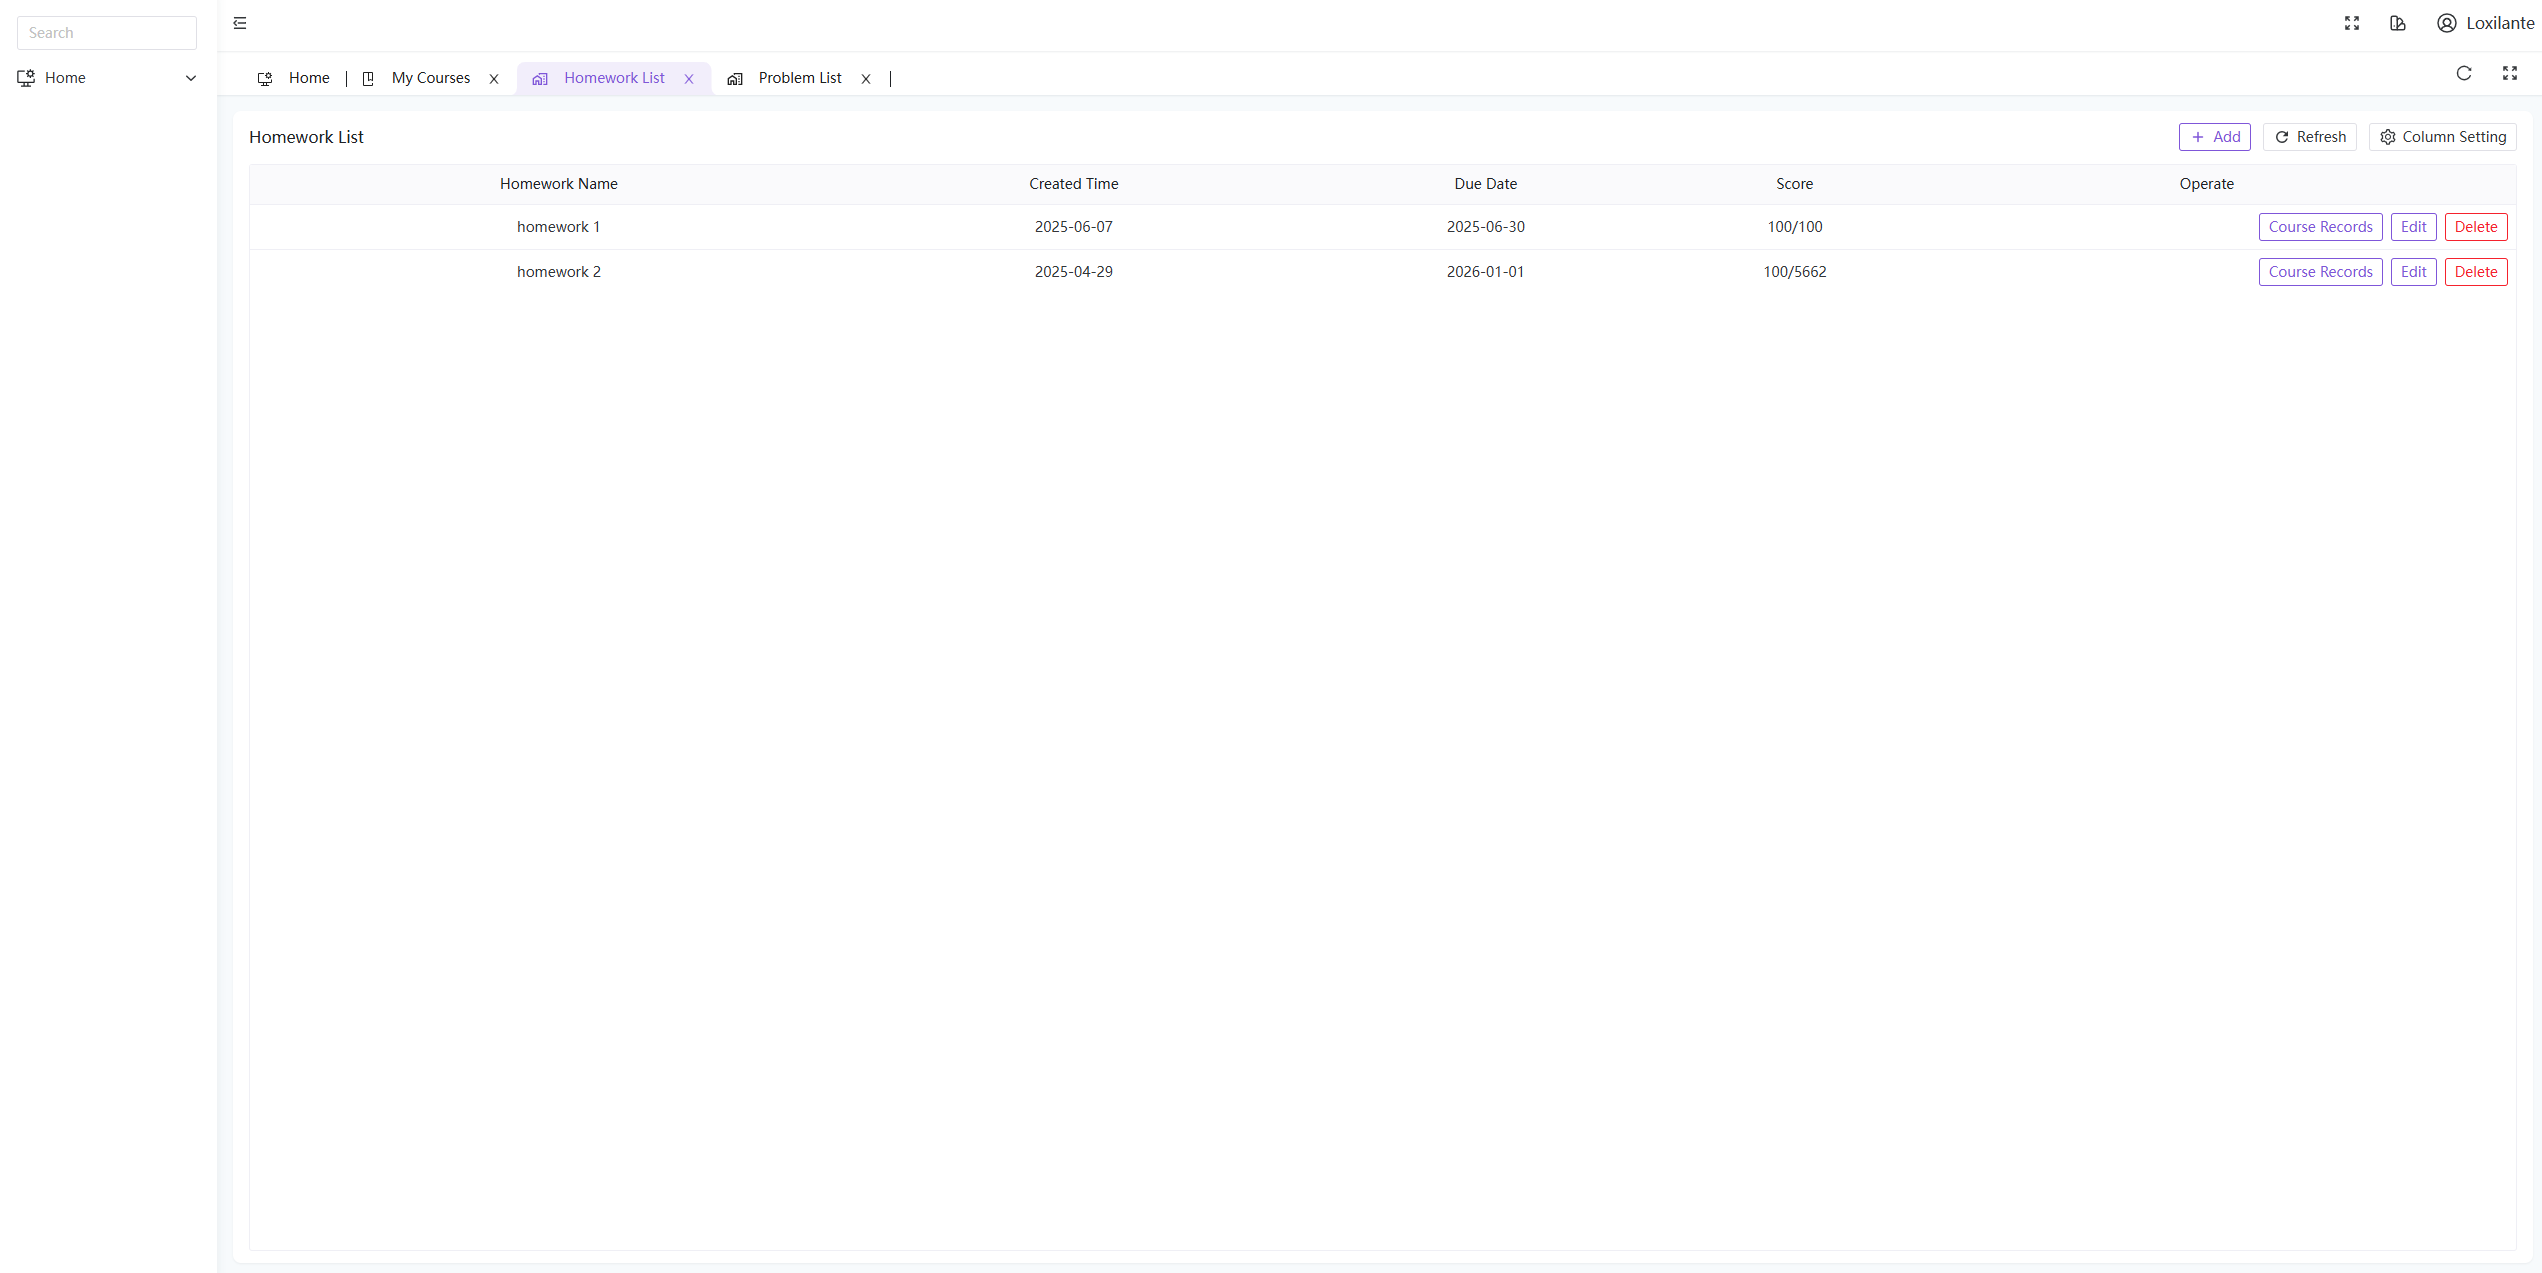 Search
Loxilante
Home
Home My Courses Homework List Problem List
Homework List
Add Refresh Column Setting
Homework Name Created Time Due Date Score Operate
homework 1 2025-06-07 2025-06-30 100/100 Course Records Edit Delete
homework 2 2025-04-29 2026-01-01 100/5662 Course Records Edit Delete